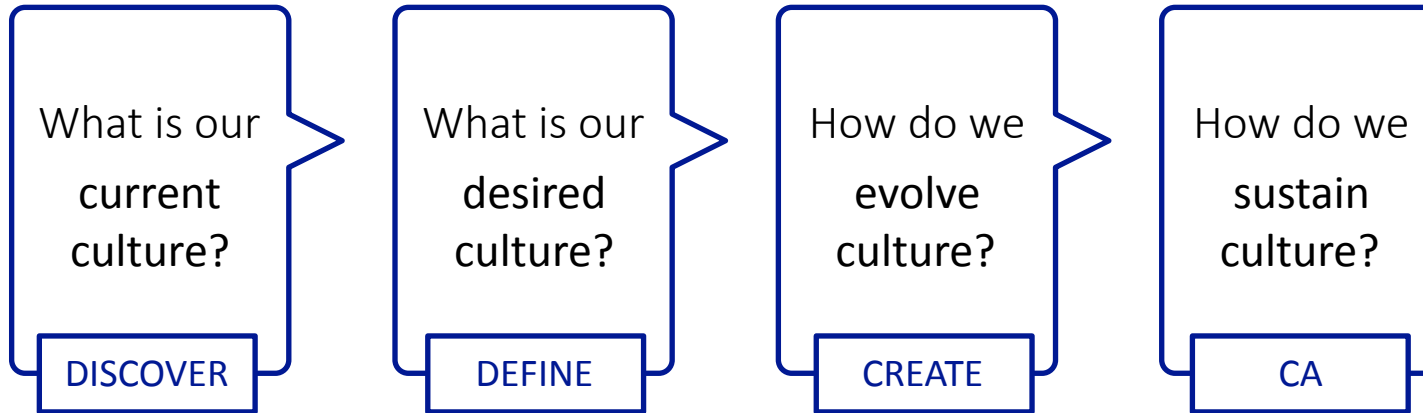 What is our
current
culture?
DISCOVER
What is our
desired
culture?
DEFINE
How do we
evolve
culture?
CREATE
How do we
sustain
culture?
CA